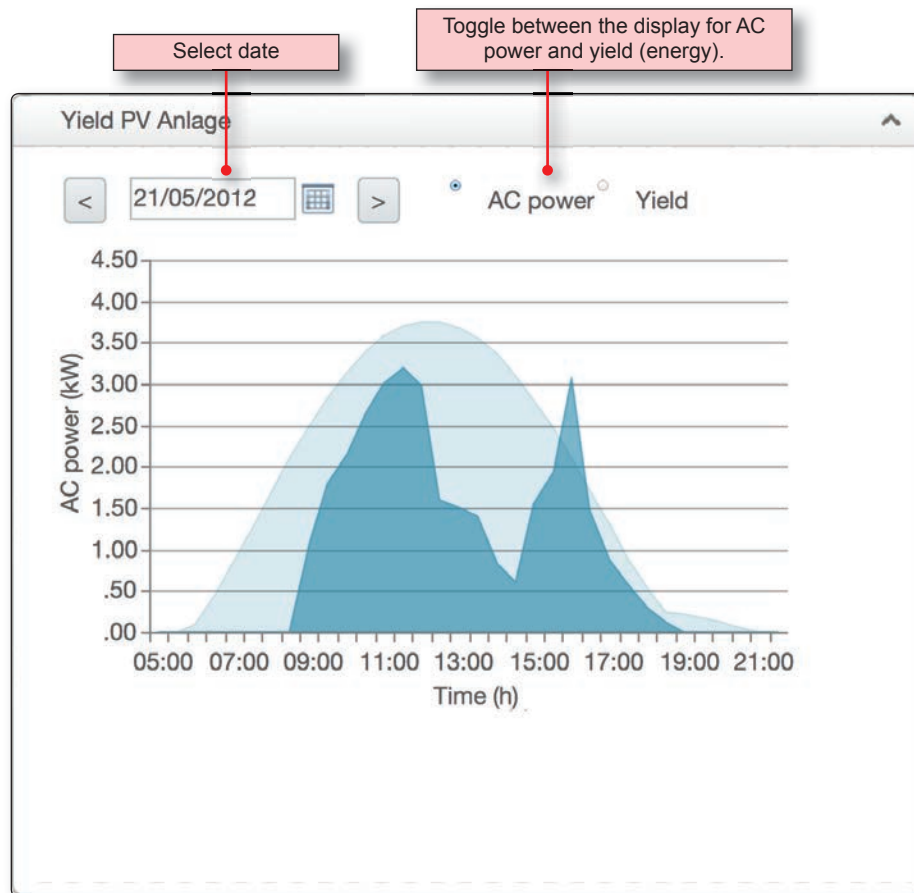 Select date
Toggle between the display for AC
power and yield (energy).
Yield PV Anlage
<
21/05/2012
>
AC power
Yield
4.50
4.00
3.50
3.00
2.50
2.00
1.50
1.00
.50
.00
AC power (kW)
05:00 07:00 09:00 11:00 13:00 15:00 17:00 19:00 21:00
Time (h)